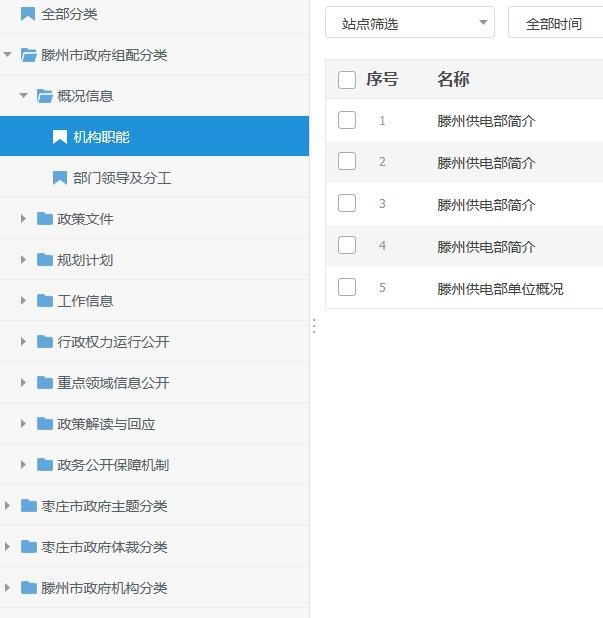 全部分类
滕州市政府组配分类
概况信息
机构职能
部门领导及分工
政策文件
规划计划
工作信息
行政权力运行公开
重点领域信息公开
政策解读与回应
政务公开保障机制
枣庄市政府主题分类
枣庄市政府体裁分类
滕州市政府机构分类
站点筛选 全部时间
序号 名称
1 滕州供电部简介
2 滕州供电部简介
3 滕州供电部简介
4 滕州供电部简介
5 滕州供电部单位概况